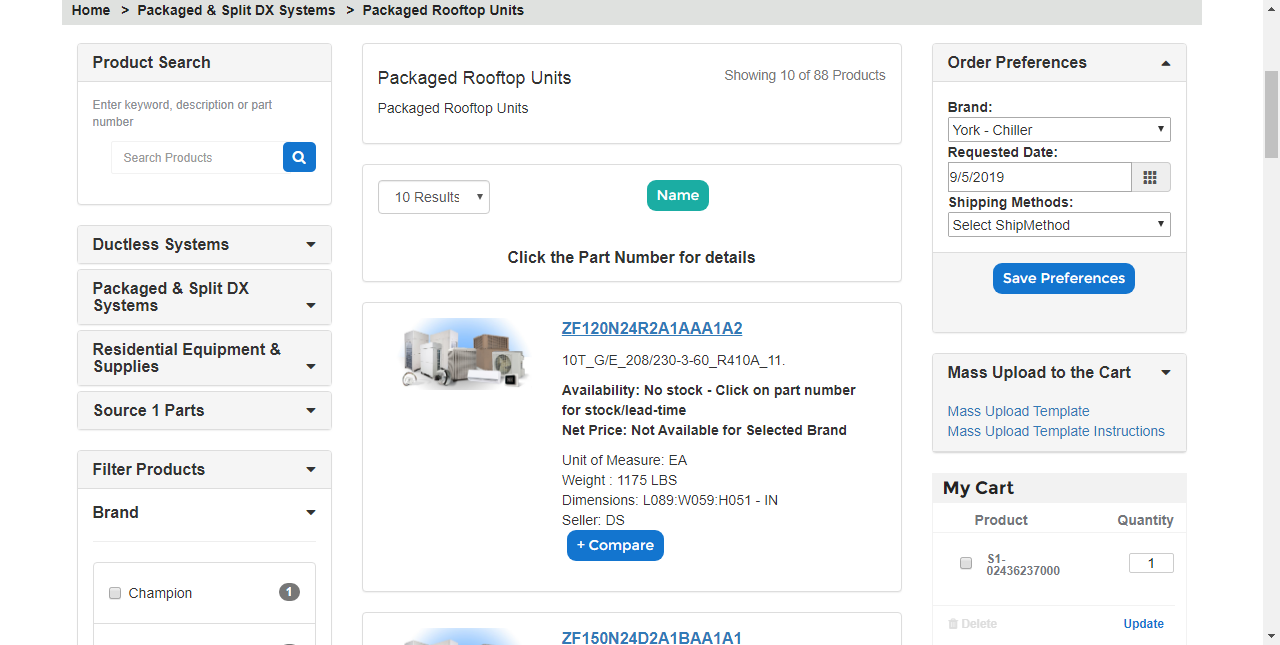 Home > Packaged & Split DX Systems > Packaged Rooftop Units
Product Search
Enter keyword, description or part
number
Search Products
Ductless Systems
Packaged & Split DX
Systems
Residential Equipment &
Supplies
Source 1 Parts
Filter Products
Brand
Champion
1
Packaged Rooftop Units
Showing 10 of 88 Products
Packaged Rooftop Units
10 Results
Name
Click the Part Number for details
ZF120N24R2A1AAA1A2
10T_G/E_208/230-3-60_R410A_11.
Availability: No stock - Click on part number
for stock/lead-time
Net Price: Not Available for Selected Brand
Unit of Measure: EA
Weight : 1175 LBS
Dimensions: L089:W059:H051 - IN
Seller: DS
+ Compare
ZF150N24D2A1BAA1A1
Order Preferences
Brand:
York - Chiller
Requested Date:
9/5/2019
Shipping Methods:
Select ShipMethod
Save Preferences
Mass Upload to the Cart
Mass Upload Template
Mass Upload Template Instructions
My Cart
Product Quantity
S1-
02436237000
1
Delete
Update